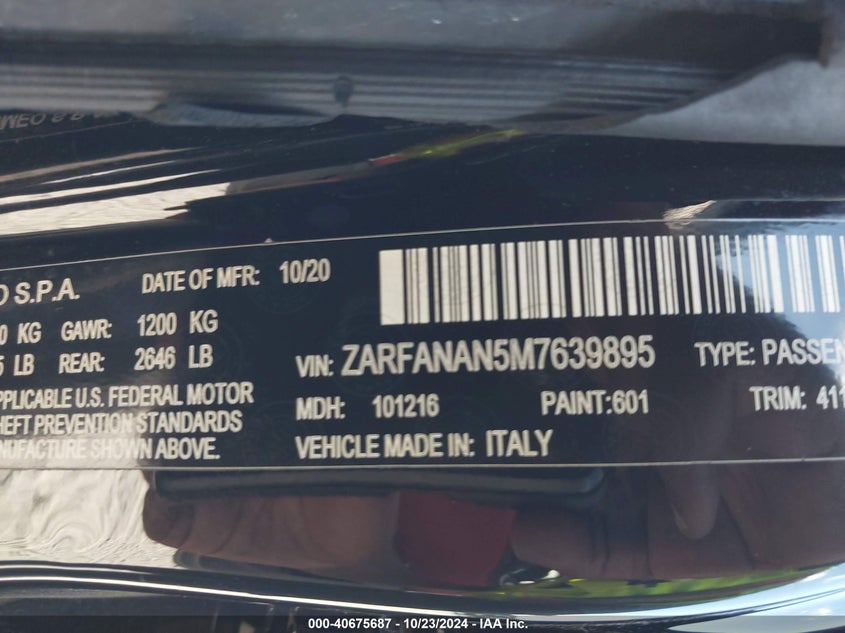 O S.P.A. DATE OF MFR: 10/20
0 KG GAWR: 1200 KG
5 LB REAR: 2646 LB
VIN: ZARFANAN5M7639895 TYPE: PASSEN
PPLICABLE U.S. FEDERAL MOTOR
HEFT PREVENTION STANDARDS
NUFACTURE SHOWN ABOVE.
MDH: 101216 PAINT:601 TRIM: 411
VEHICLE MADE IN: ITALY
000-40675687 - 10/23/2024 - IAA Inc.